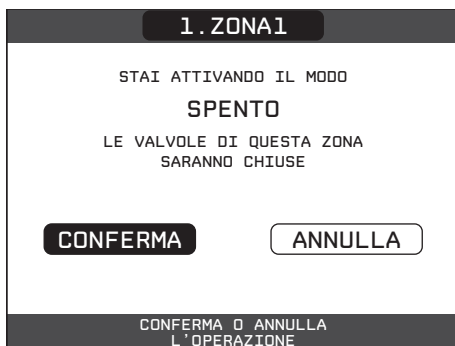 1.ZONA1
STAI ATTIVANDO IL MODO
SPENTO
LE VALVOLE DI QUESTA ZONA
SARANNO CHIUSE
CONFERMA
ANNULLA
CONFERMA O ANNULLA
L'OPERAZIONE